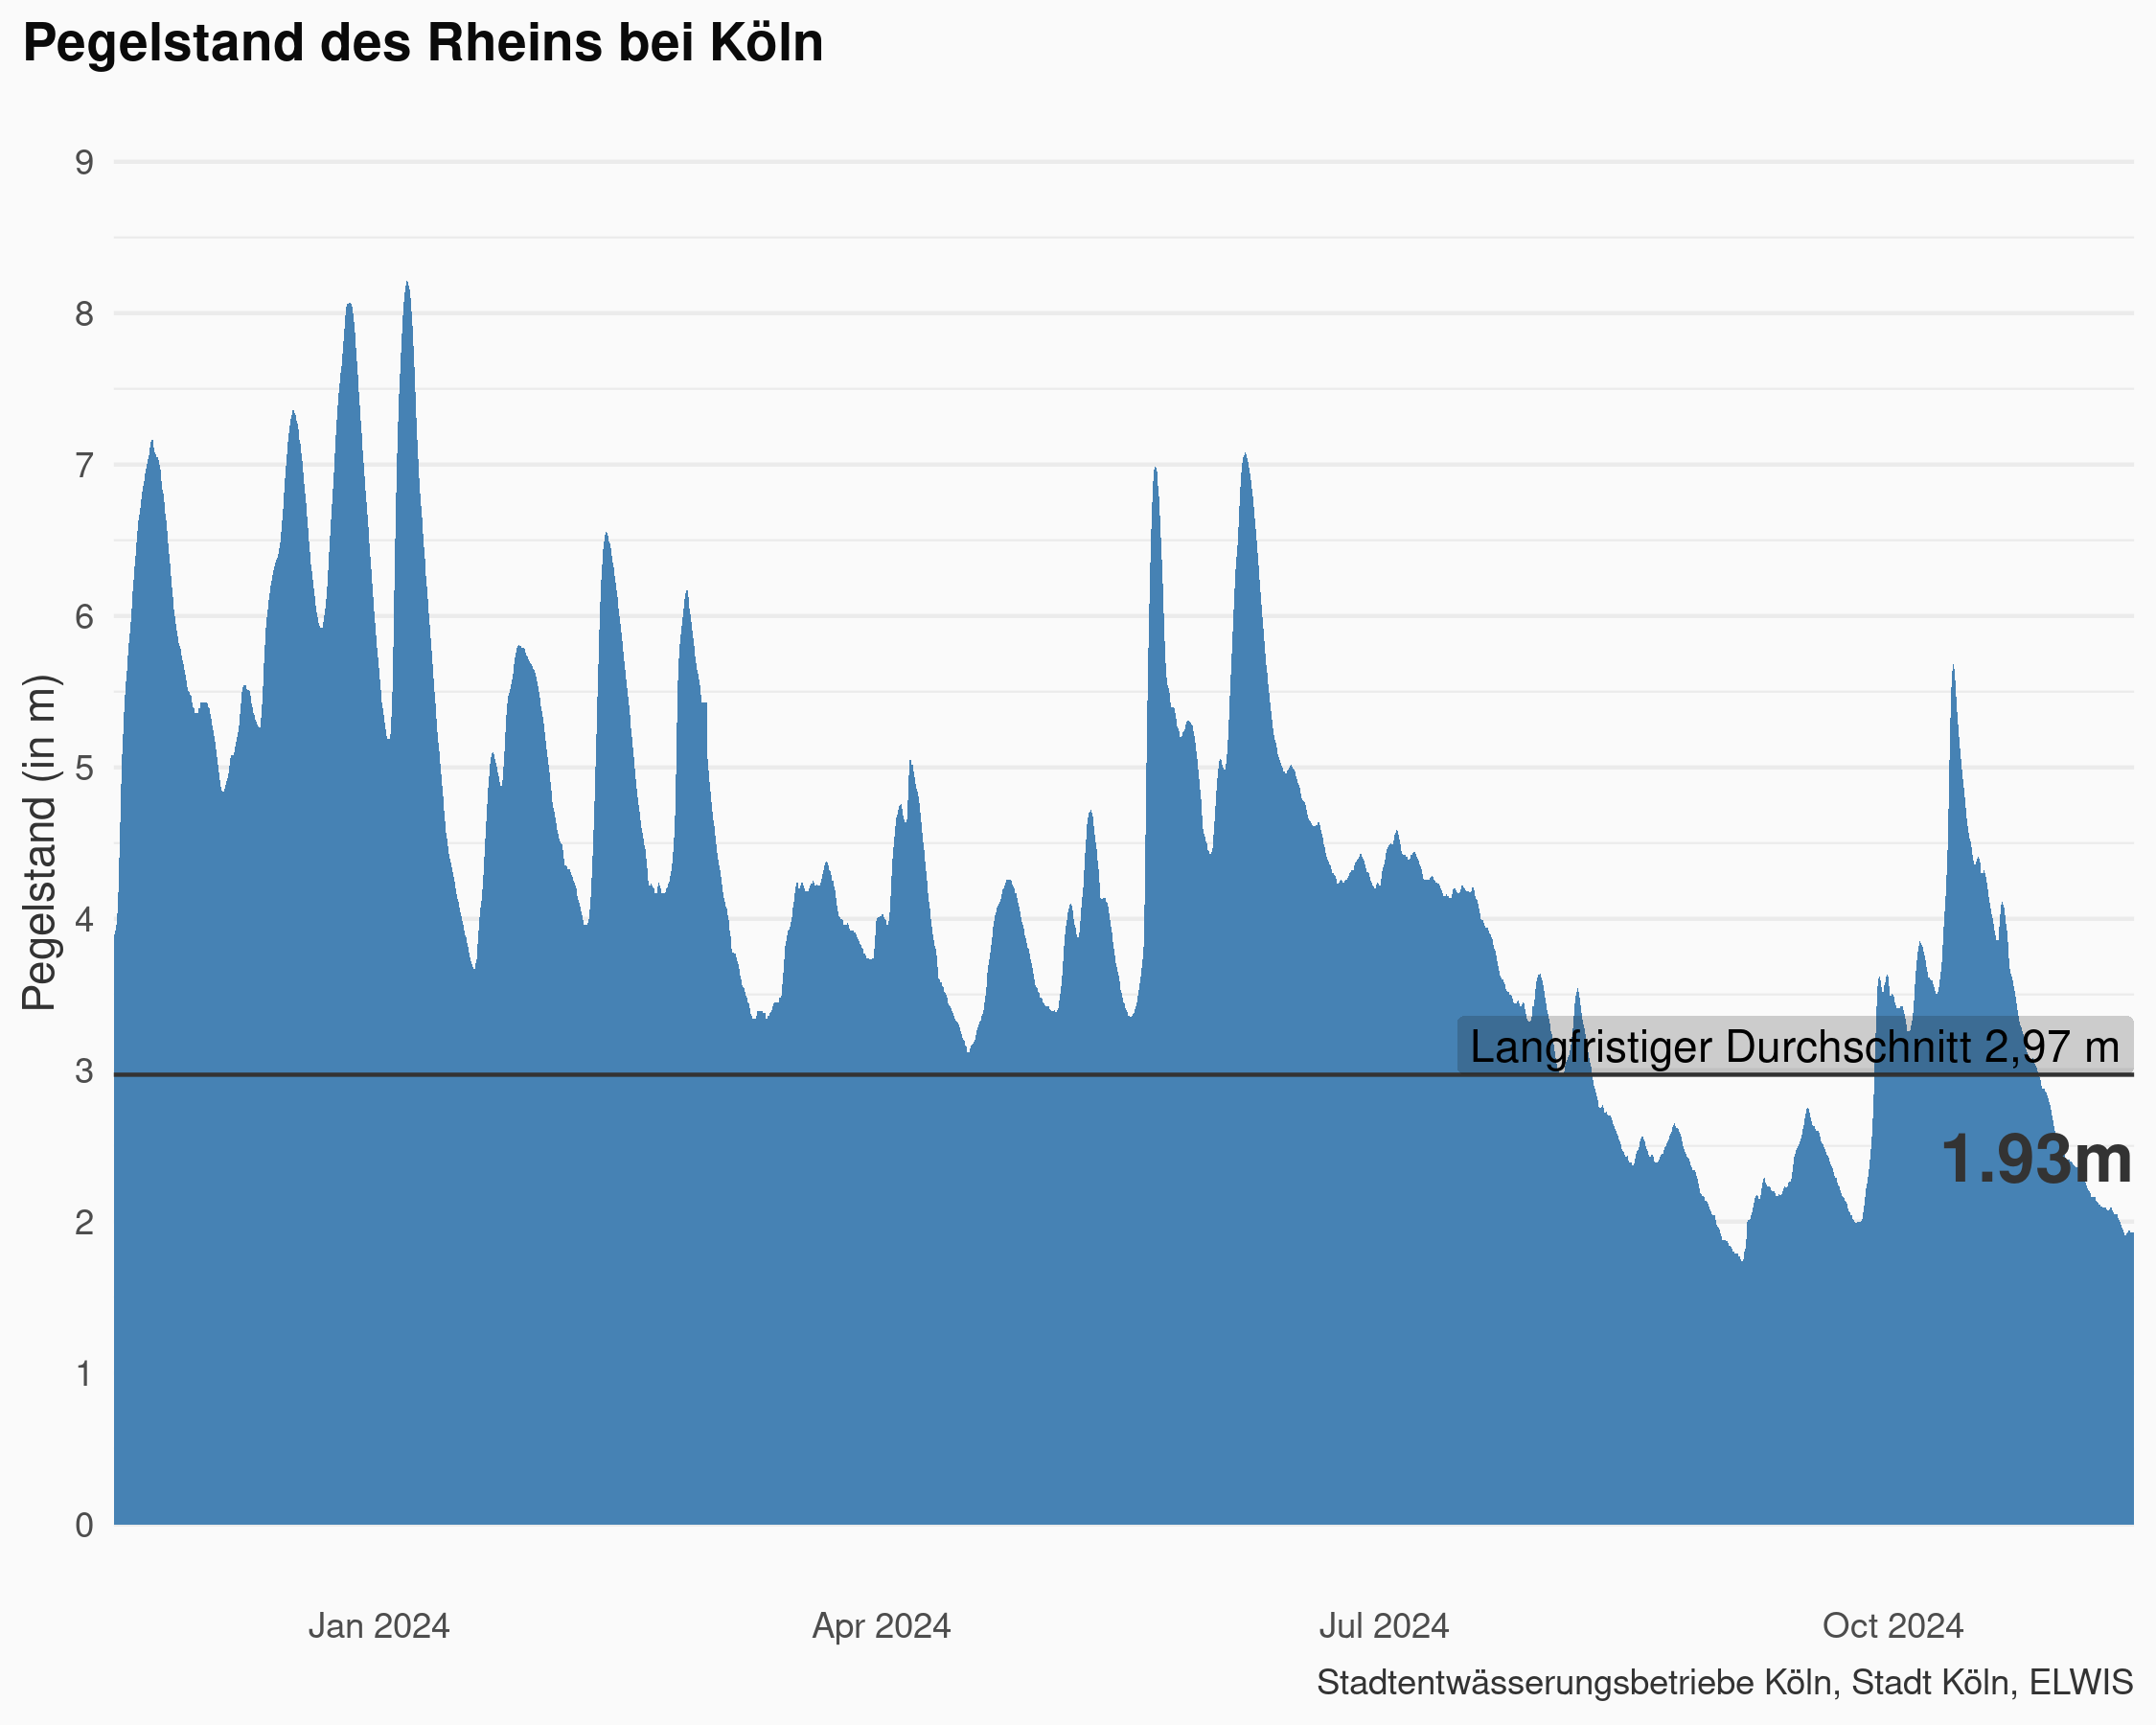 Pegelstand des Rheins bei Köln
Pegelstand (in m)
9
8
7
6
5
4
3
2
1
0
Langfristiger Durchschnitt 2,97 m
1.93m
Jan 2024
Apr 2024
Jul 2024
Oct 2024
Stadtentwässerungsbetriebe Köln, Stadt Köln, ELWIS